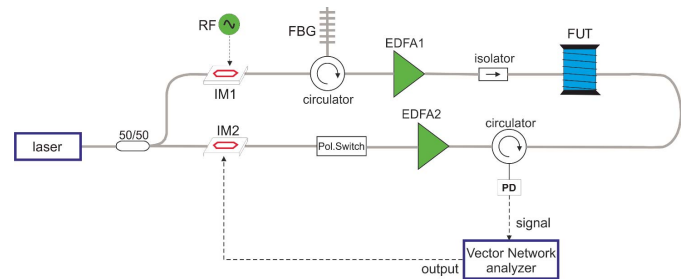 RF
FBG
EDFA1
isolator
FUT
IM1
circulator
50/50
IM2
EDFA2
circulator
laser
Pol.Switch
PD
signal
output
Vector Network
analyzer